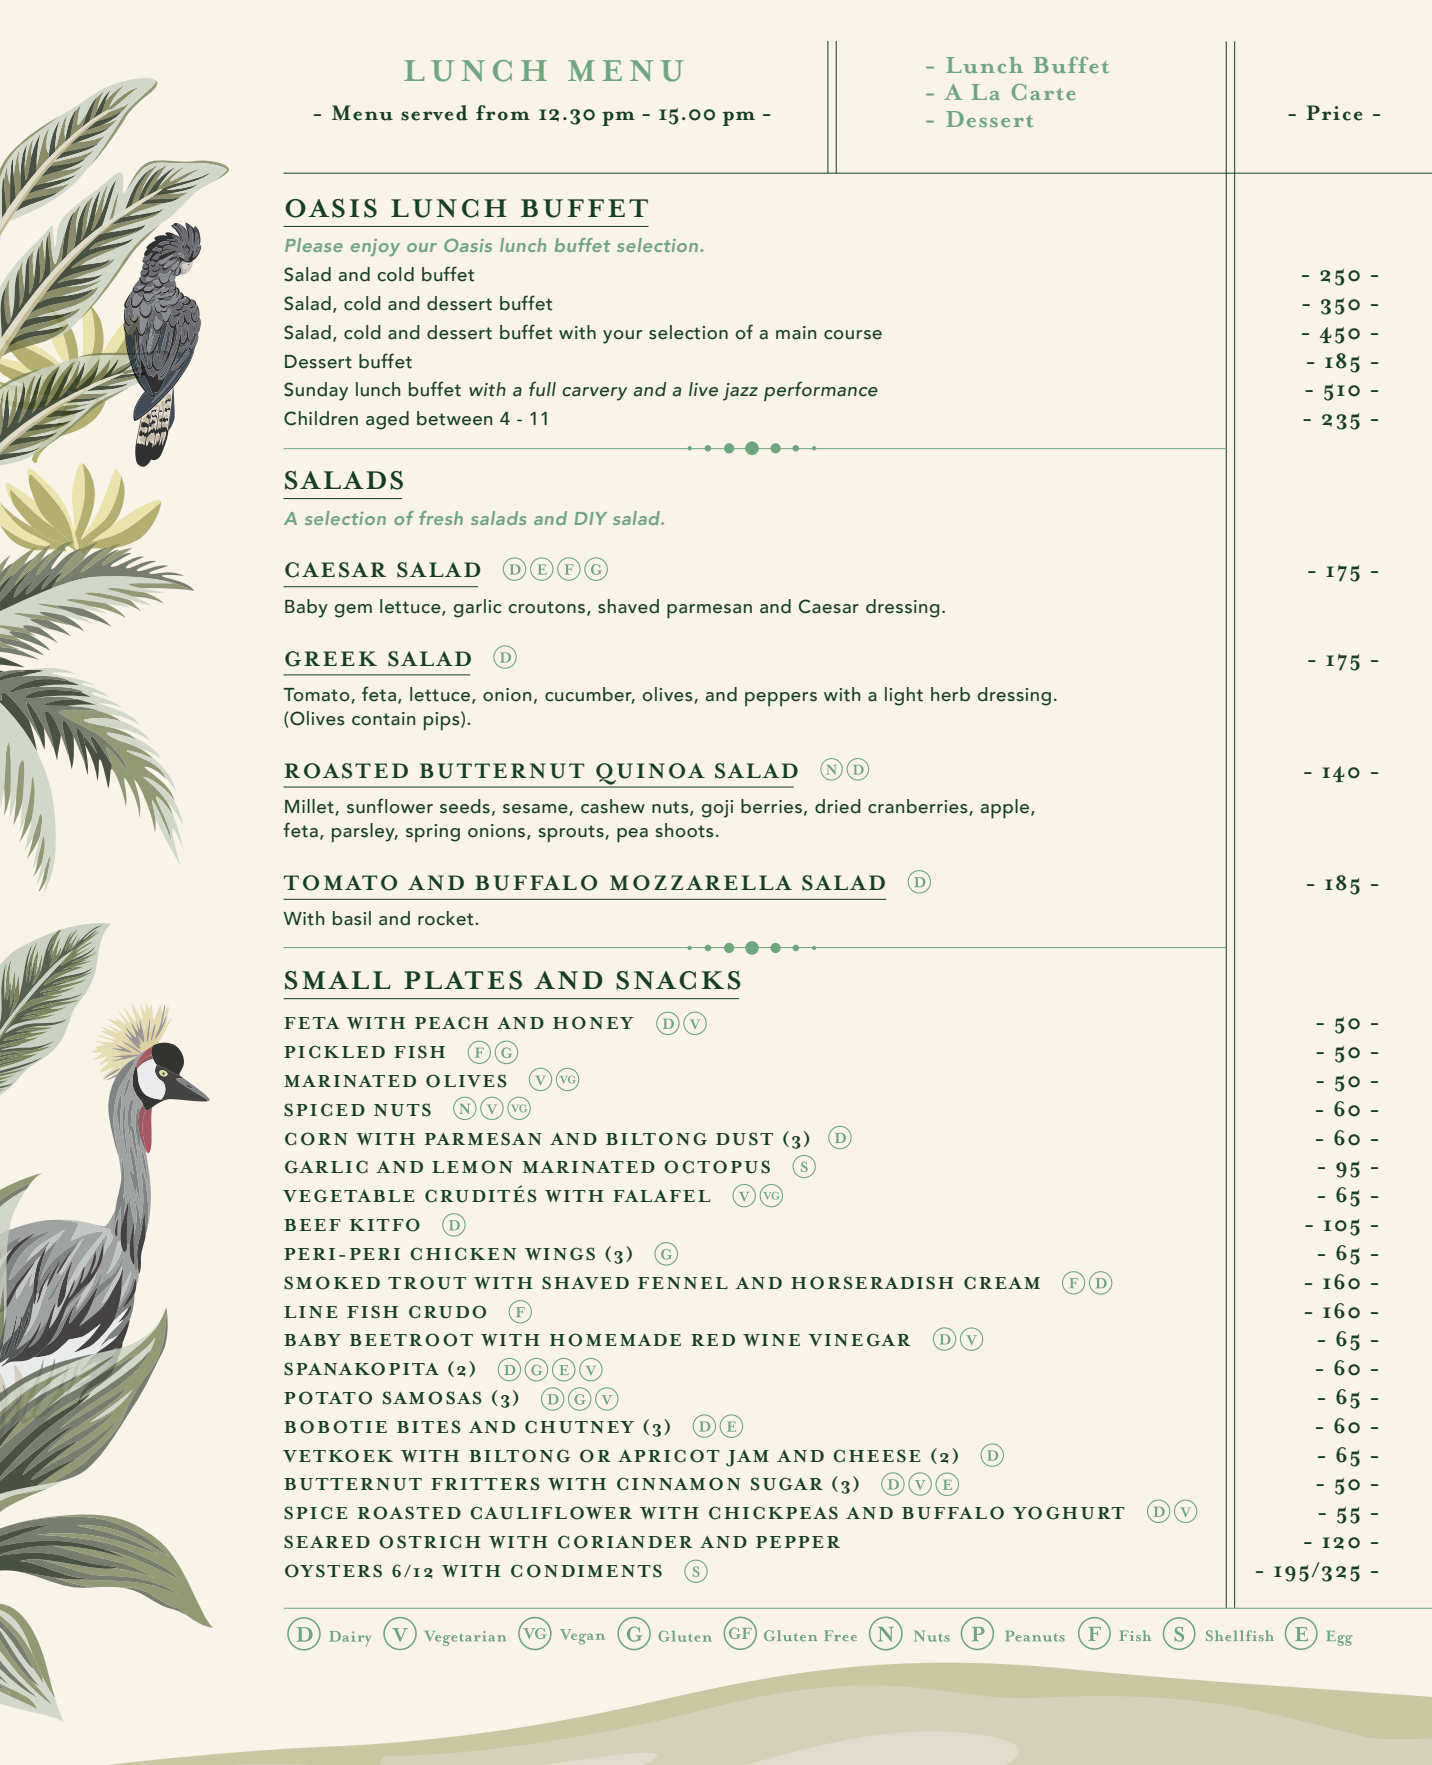 LUNCH MENU
- Menu served from 12.30 pm - 15.00 pm -
- Lunch Buffet
- A La Carte
- Dessert
- Price -
OASIS LUNCH BUFFET
Please enjoy our Oasis lunch buffet selection.
Salad and cold buffet - 250 -
Salad, cold and dessert buffet - 350 -
Salad, cold and dessert buffet with your selection of a main course - 450 -
Dessert buffet - 185 -
Sunday lunch buffet with a full carvery and a live jazz performance - 510 -
Children aged between 4 - 11 - 235 -
SALADS
A selection of fresh salads and DIY salad.
CAESAR SALAD D E F G - 175 -
Baby gem lettuce, garlic croutons, shaved parmesan and Caesar dressing.
GREEK SALAD D - 175 -
Tomato, feta, lettuce, onion, cucumber, olives, and peppers with a light herb dressing.
(Olives contain pips).
ROASTED BUTTERNUT QUINOA SALAD N D - 140 -
Millet, sunflower seeds, sesame, cashew nuts, goji berries, dried cranberries, apple,
feta, parsley, spring onions, sprouts, pea shoots.
TOMATO AND BUFFALO MOZZARELLA SALAD D - 185 -
With basil and rocket.
SMALL PLATES AND SNACKS
FETA WITH PEACH AND HONEY D V - 50 -
PICKLED FISH F G - 50 -
MARINATED OLIVES V VG - 50 -
SPICED NUTS N V VG - 60 -
CORN WITH PARMESAN AND BILTONG DUST (3) D - 60 -
GARLIC AND LEMON MARINATED OCTOPUS S - 95 -
VEGETABLE CRUDITÉS WITH FALAFEL V VG - 65 -
BEEF KITFO D - 105 -
PERI-PERI CHICKEN WINGS (3) G - 65 -
SMOKED TROUT WITH SHAVED FENNEL AND HORSERADISH CREAM F D - 160 -
LINE FISH CRUDO F - 160 -
BABY BEETROOT WITH HOMEMADE RED WINE VINEGAR D V - 65 -
SPANAKOPITA (2) D G E V - 60 -
POTATO SAMOSAS (3) D G V - 65 -
BOBOTIE BITES AND CHUTNEY (3) D E - 60 -
VETKOEK WITH BILTONG OR APRICOT JAM AND CHEESE (2) D - 65 -
BUTTERNUT FRITTERS WITH CINNAMON SUGAR (3) D V E - 50 -
SPICE ROASTED CAULIFLOWER WITH CHICKPEAS AND BUFFALO YOGHURT D V - 55 -
SEARED OSTRICH WITH CORIANDER AND PEPPER - 120 -
OYSTERS 6/12 WITH CONDIMENTS S - 195/325 -
D Dairy V Vegetarian VG Vegan G Gluten GF Gluten Free N Nuts P Peanuts F Fish S Shellfish E Egg